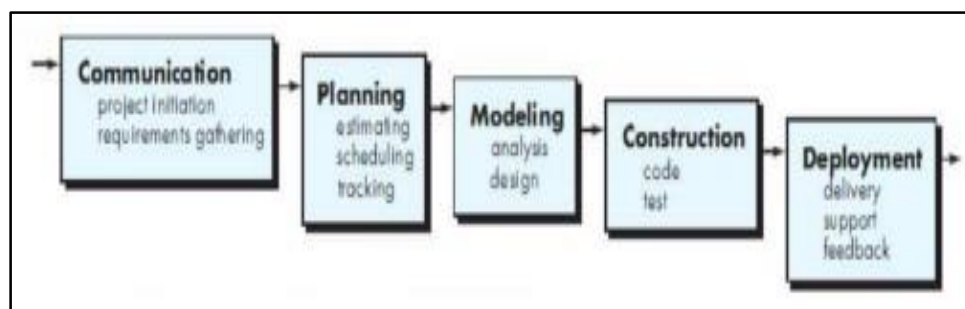 Communication
project initiation
requirements gathering
Planning
estimating
scheduling
tracking
Modeling
analysis
design
Construction
code
test
Deployment
delivery
support
feedback